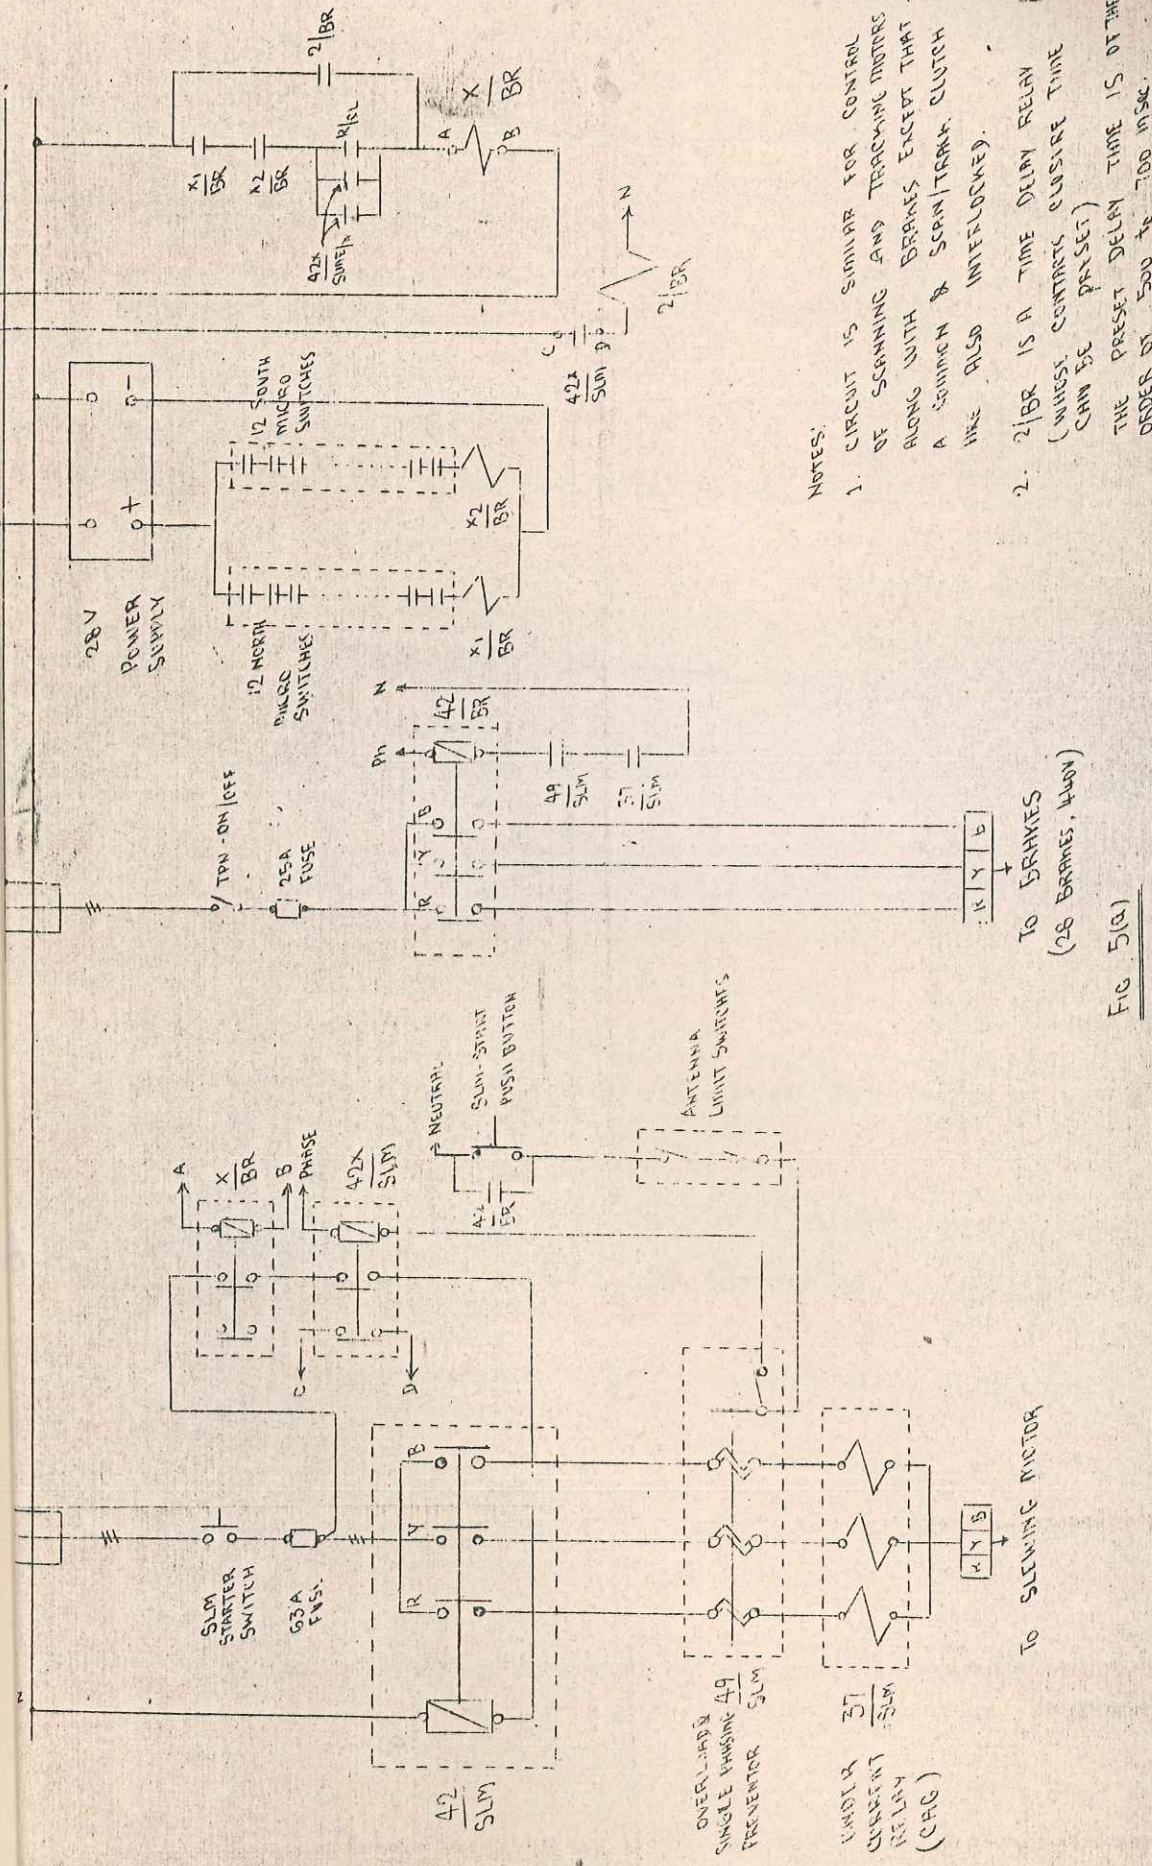 SLM
STARTER
SWITCH
63A
42
SLM
R Y B
C
D
A
X
BR
B
PHASE
42X
SLM
NEUTRAL
SLM-START
PUSH BUTTON
42
BR
ANTENNA
LIMIT SWITCHES
OVERLOAD &
SINGLE PHASING
PREVENTOR
49
SLM
UNDER
CURRENT
RELAY
(CAG)
37
SLM
R Y B
TO SLEWING MOTOR
TPN - ON/OFF
25A
FUSE
R Y B
Ph
N
42
BR
49
SLM
37
SLM
R Y B
TO BRAKES
(28 BRAKES, 440V)
FIG 5(a)
28V
POWER
SUPPLY
+
-
12 NORTH
MICRO
SWITCHES
12 SOUTH
MICRO
SWITCHES
X1
BR
X2
BR
C
42X
SLM
D
N
2/BR
X1
BR
X2
BR
42X
2/BR
A
X
BR
B
NOTES:
1. CIRCUIT IS SIMILAR FOR CONTROL
OF SCANNING AND TRACKING MOTORS
ALONG WITH BRAKES EXCEPT THAT
A COMMON & SCAN/TRACK CLUTCH
ALSO INTERLOCKED.
2. 2/BR IS A TIME DELAY RELAY
(WHOSE CONTACTS CLOSURE TIME
CAN BE PRESET)
THE PRESET DELAY TIME IS OF THE
ORDER OF 500 to 700 mSec.